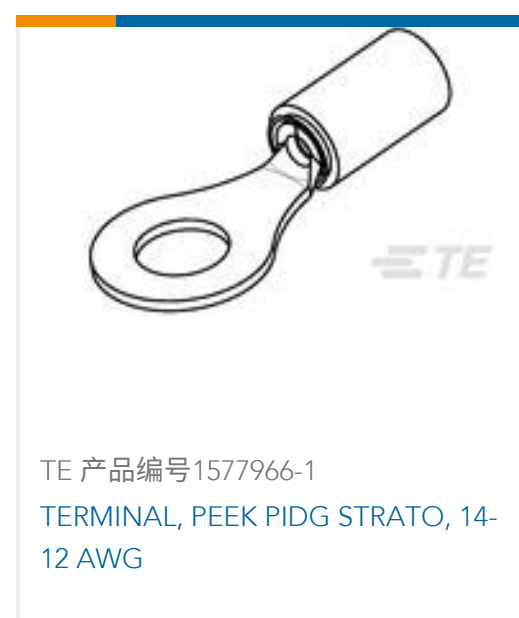 TE
TE 产品编号1577966-1
TERMINAL, PEEK PIDG STRATO, 14-
12 AWG